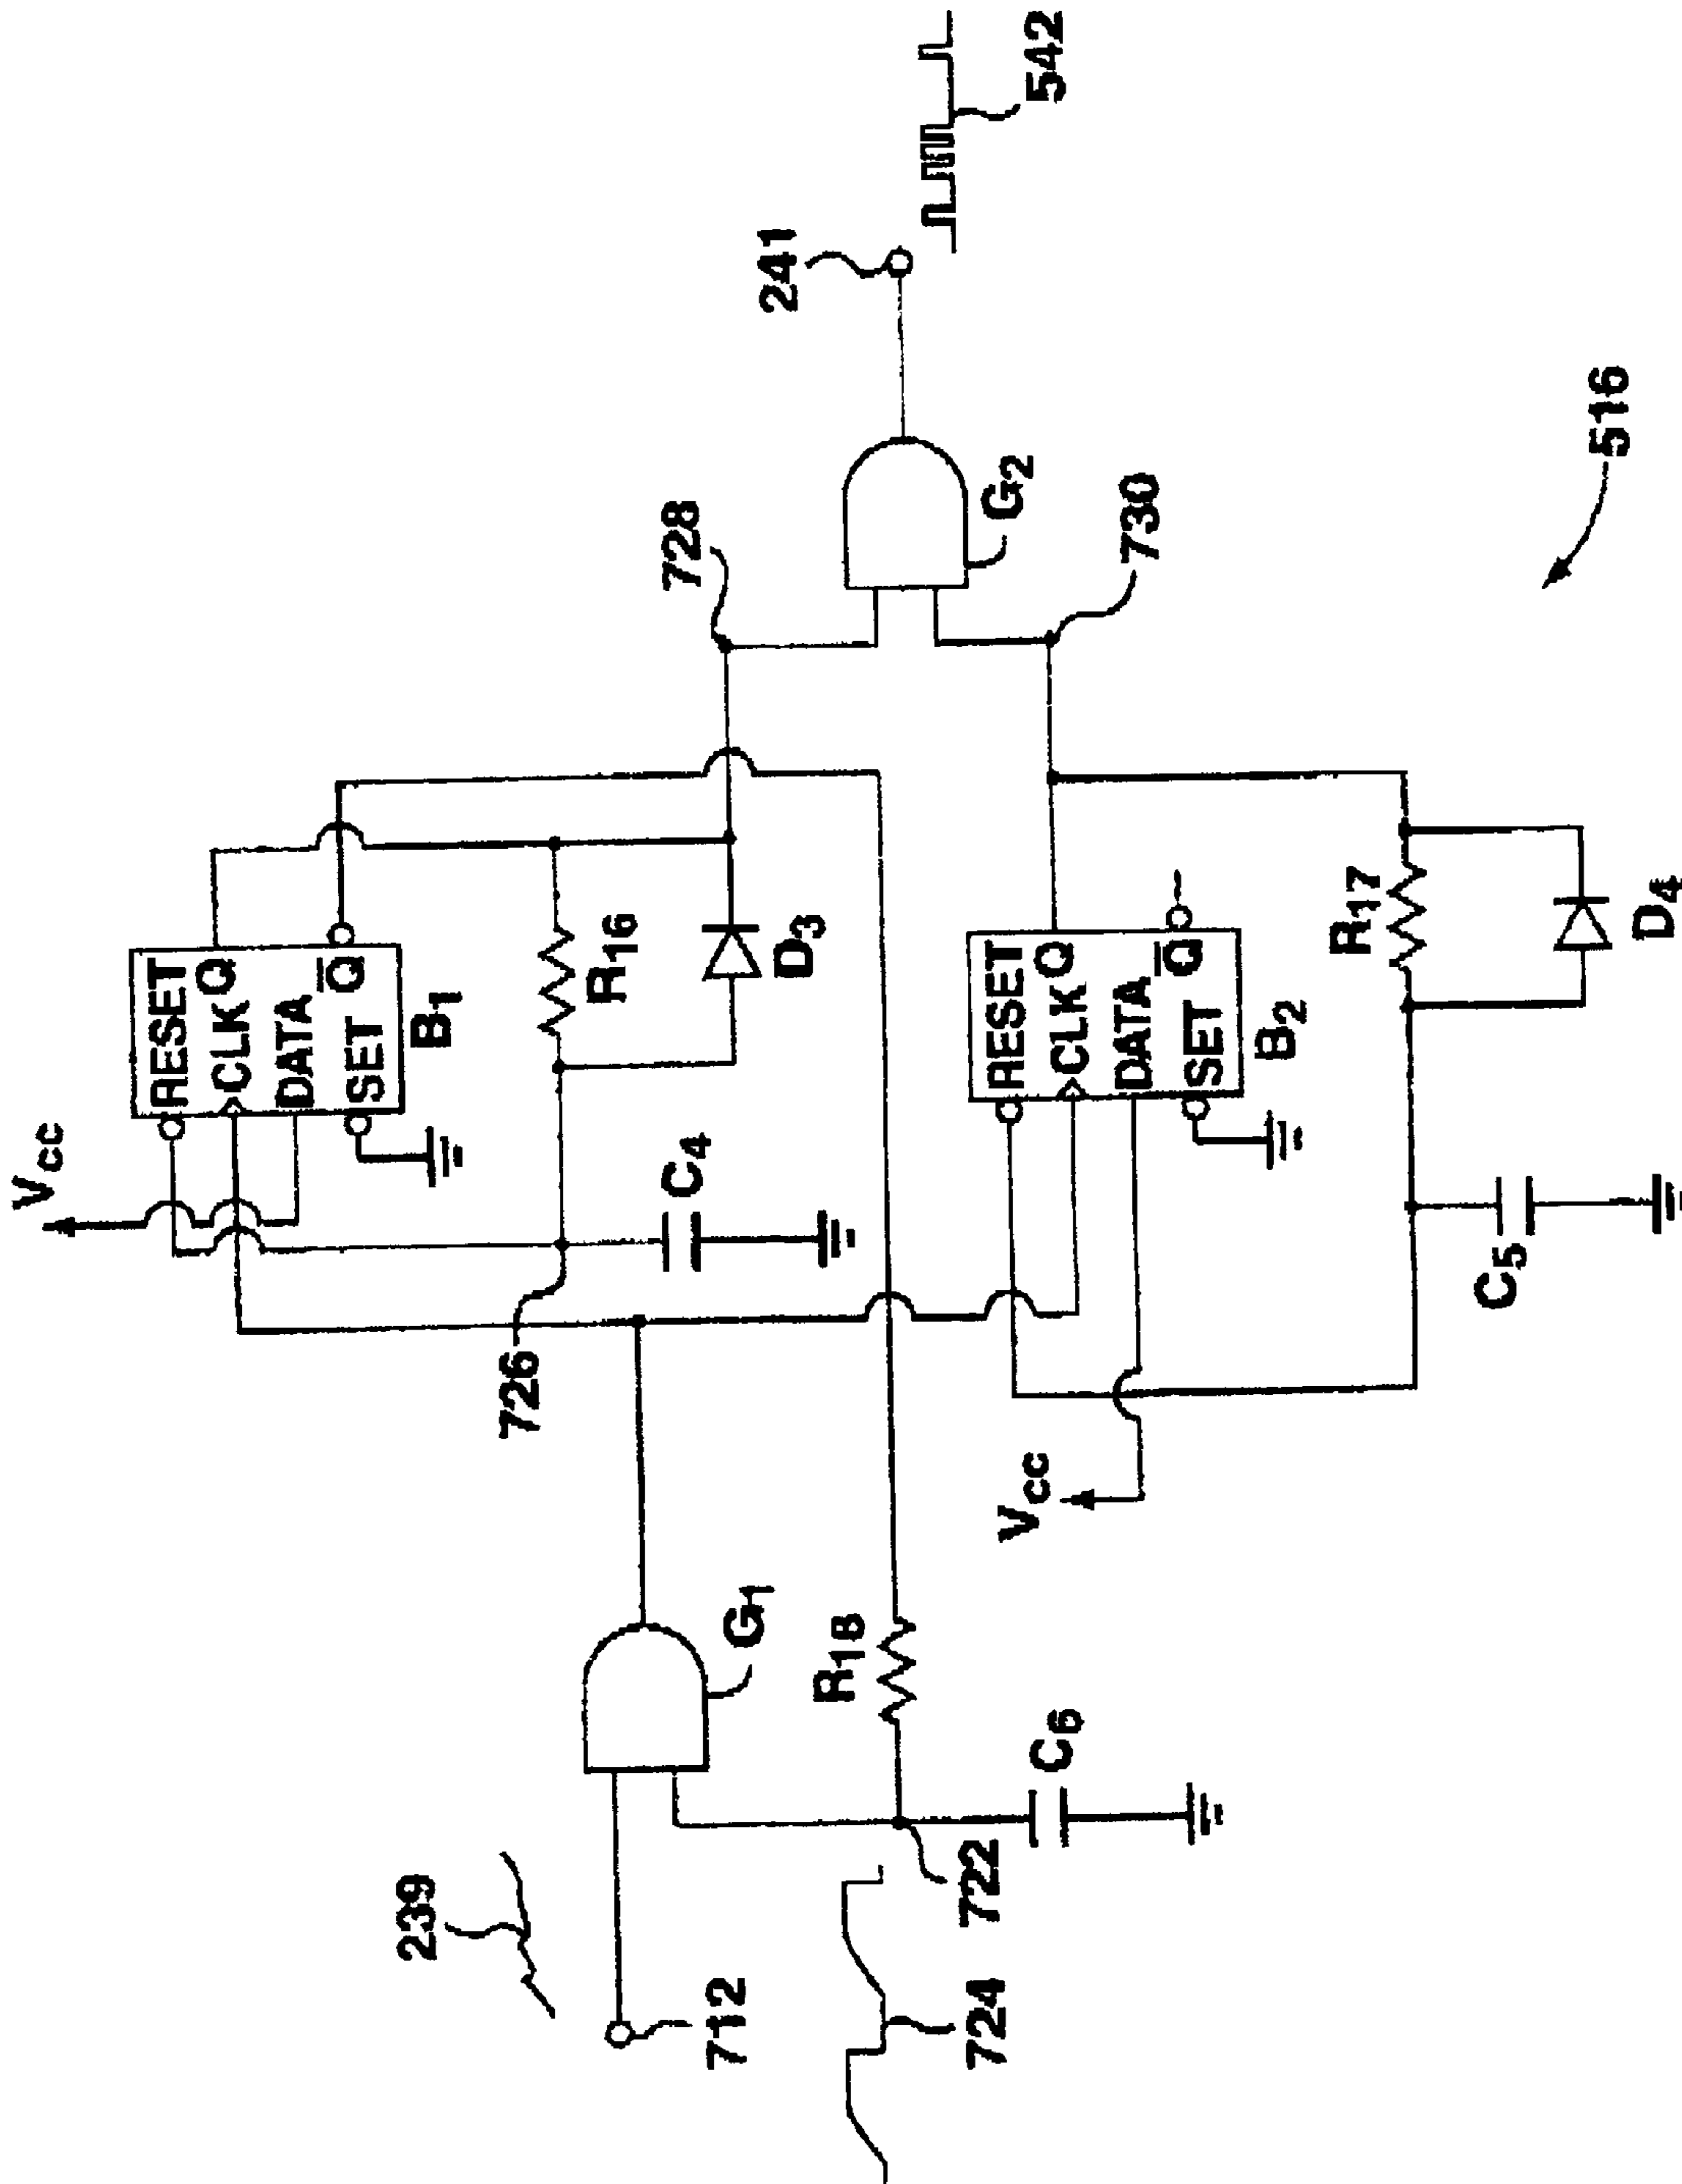 Vcc
RESET
CLK Q
DATA
SET Q̅
B1
239
726
R16
C4
728
712
G1
241
D3
R18
724
722
Vcc
RESET
CLK Q
DATA Q̅
SET
G2
542
C6
730
B2
R17
C5
516
D4